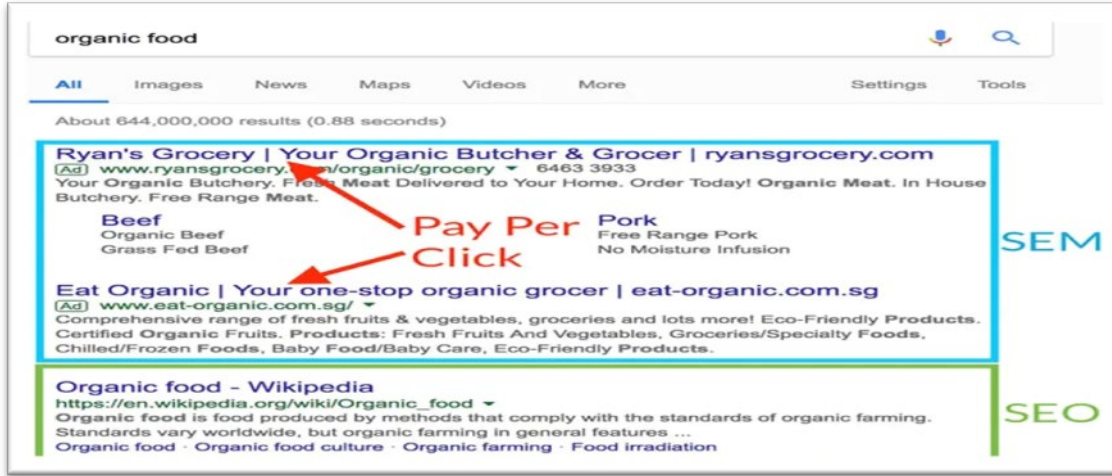 organic food
All Images News Maps Videos More Settings Tools
About 644,000,000 results (0.88 seconds)
Ryan's Grocery | Your Organic Butcher & Grocer | ryansgrocery.com
Ad www.ryansgrocery.com/organic/grocery 6463 3933
Your Organic Butchery. Fresh Meat Delivered to Your Home. Order Today! Organic Meat. In House
Butchery. Free Range Meat.
Beef
Organic Beef
Grass Fed Beef
Pay Per
Click
Pork
Free Range Pork
No Moisture Infusion
SEM
Eat Organic | Your one-stop organic grocer | eat-organic.com.sg
Ad www.eat-organic.com.sg/
Comprehensive range of fresh fruits & vegetables, groceries and lots more! Eco-Friendly Products.
Certified Organic Fruits. Products: Fresh Fruits And Vegetables, Groceries/Specialty Foods,
Chilled/Frozen Foods, Baby Food/Baby Care, Eco-Friendly Products.
Organic food - Wikipedia
https://en.wikipedia.org/wiki/Organic_food
Organic food is food produced by methods that comply with the standards of organic farming.
Standards vary worldwide, but organic farming in general features ...
Organic food · Organic food culture · Organic farming · Food irradiation
SEO